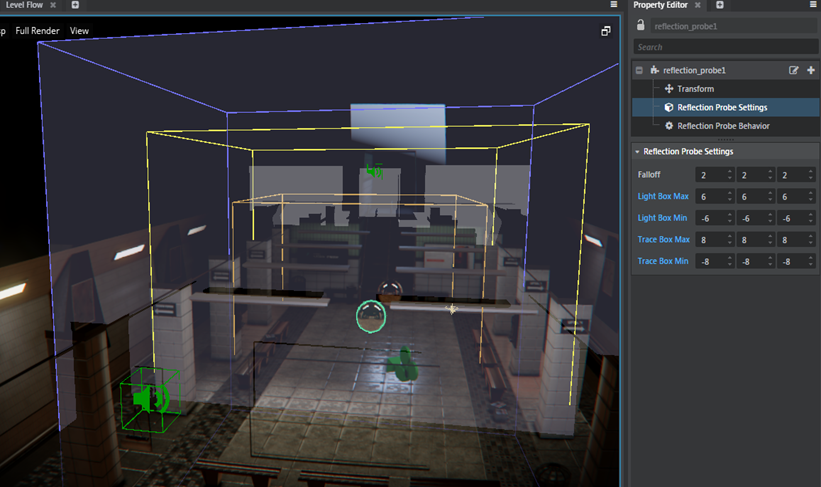 Level Flow
Property Editor
Full Render View
reflection_probe1
Search
reflection_probe1
Transform
Reflection Probe Settings
Reflection Probe Behavior
Reflection Probe Settings
Falloff 2 2 2
Light Box Max 6 6 6
Light Box Min -6 -6 -6
Trace Box Max 8 8 8
Trace Box Min -8 -8 -8